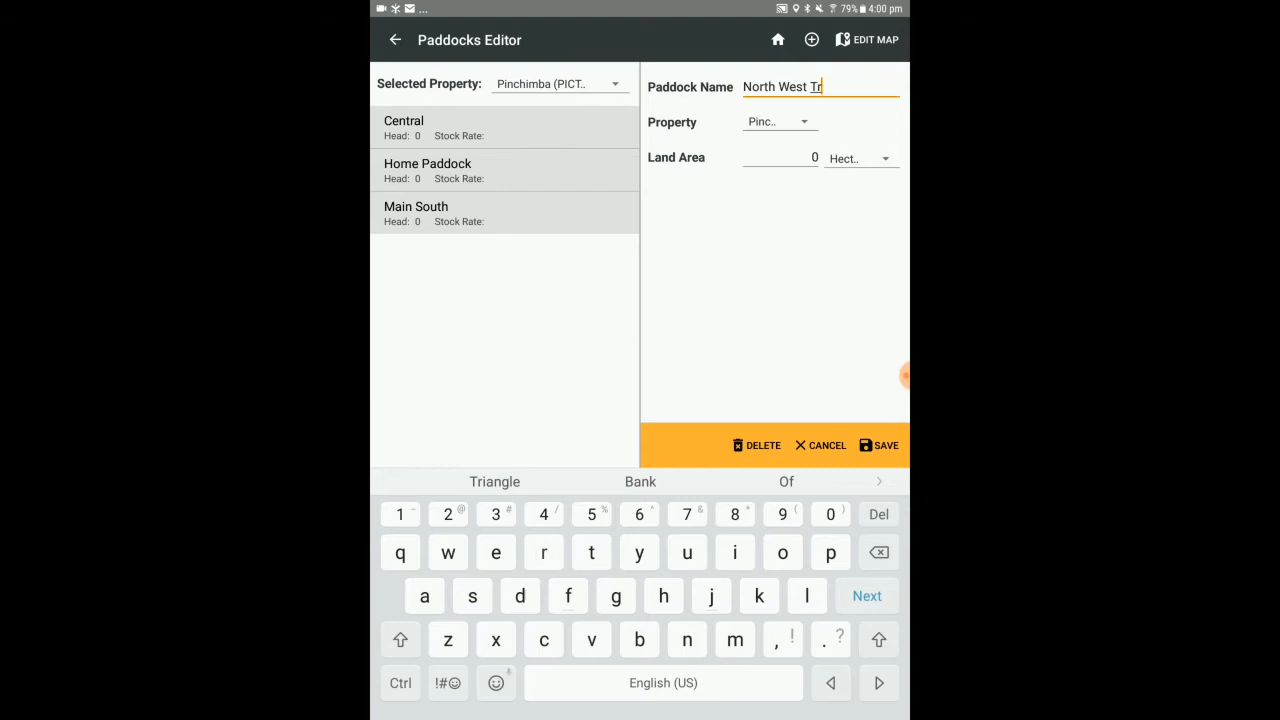 ... 79% 4:00 pm
Paddocks Editor EDIT MAP
Selected Property: Pinchimba (PICT..
Central
Head: 0 Stock Rate:
Home Paddock
Head: 0 Stock Rate:
Main South
Head: 0 Stock Rate:
Paddock Name North West Tr
Property Pinc..
Land Area 0 Hect..
DELETE CANCEL SAVE
Triangle Bank Of
1 ~ 2 @ 3 # 4 / 5 % 6 ^ 7 & 8 * 9 ( 0 ) Del
q w e r t y u i o p
a s d f g h j k l Next
z x c v b n m , ! . ?
Ctrl !#☺ English (US)